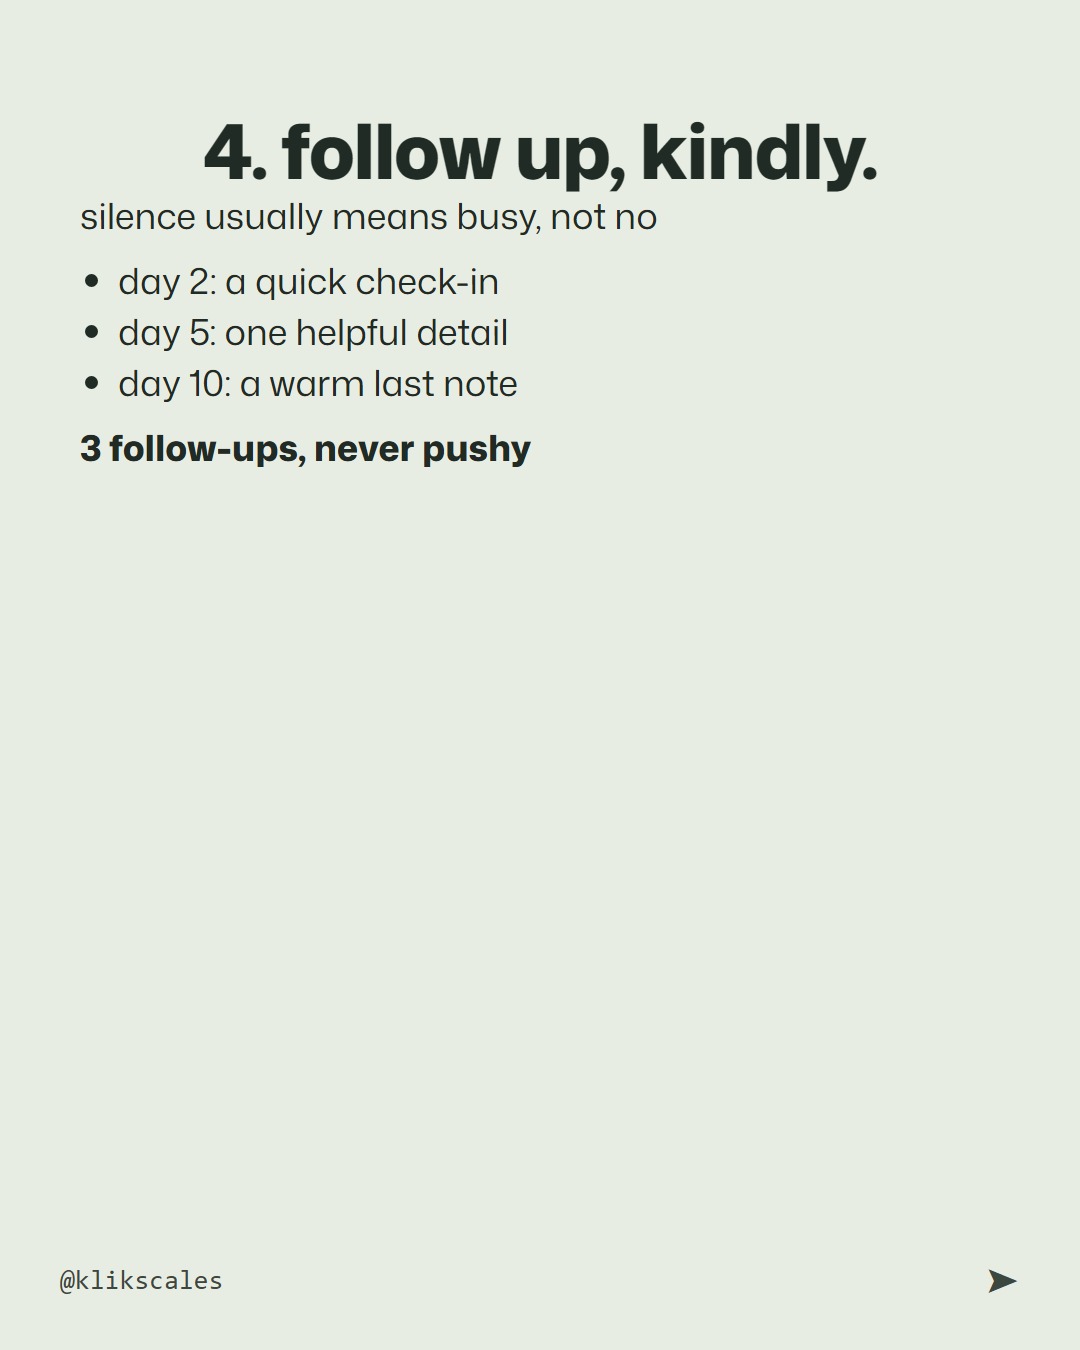 4. follow up, kindly.
silence usually means busy, not no
• day 2: a quick check-in
• day 5: one helpful detail
• day 10: a warm last note
3 follow-ups, never pushy
@klikscales